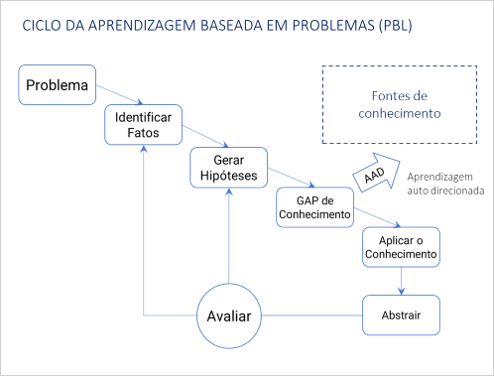 CICLO DA APRENDIZAGEM BASEADA EM PROBLEMAS (PBL)
Problema
Identificar
Fatos
Gerar
Hipóteses
GAP de
Conhecimento
AAD
Fontes de
conhecimento
Aprendizagem
auto direcionada
Aplicar o
Conhecimento
Abstrair
Avaliar